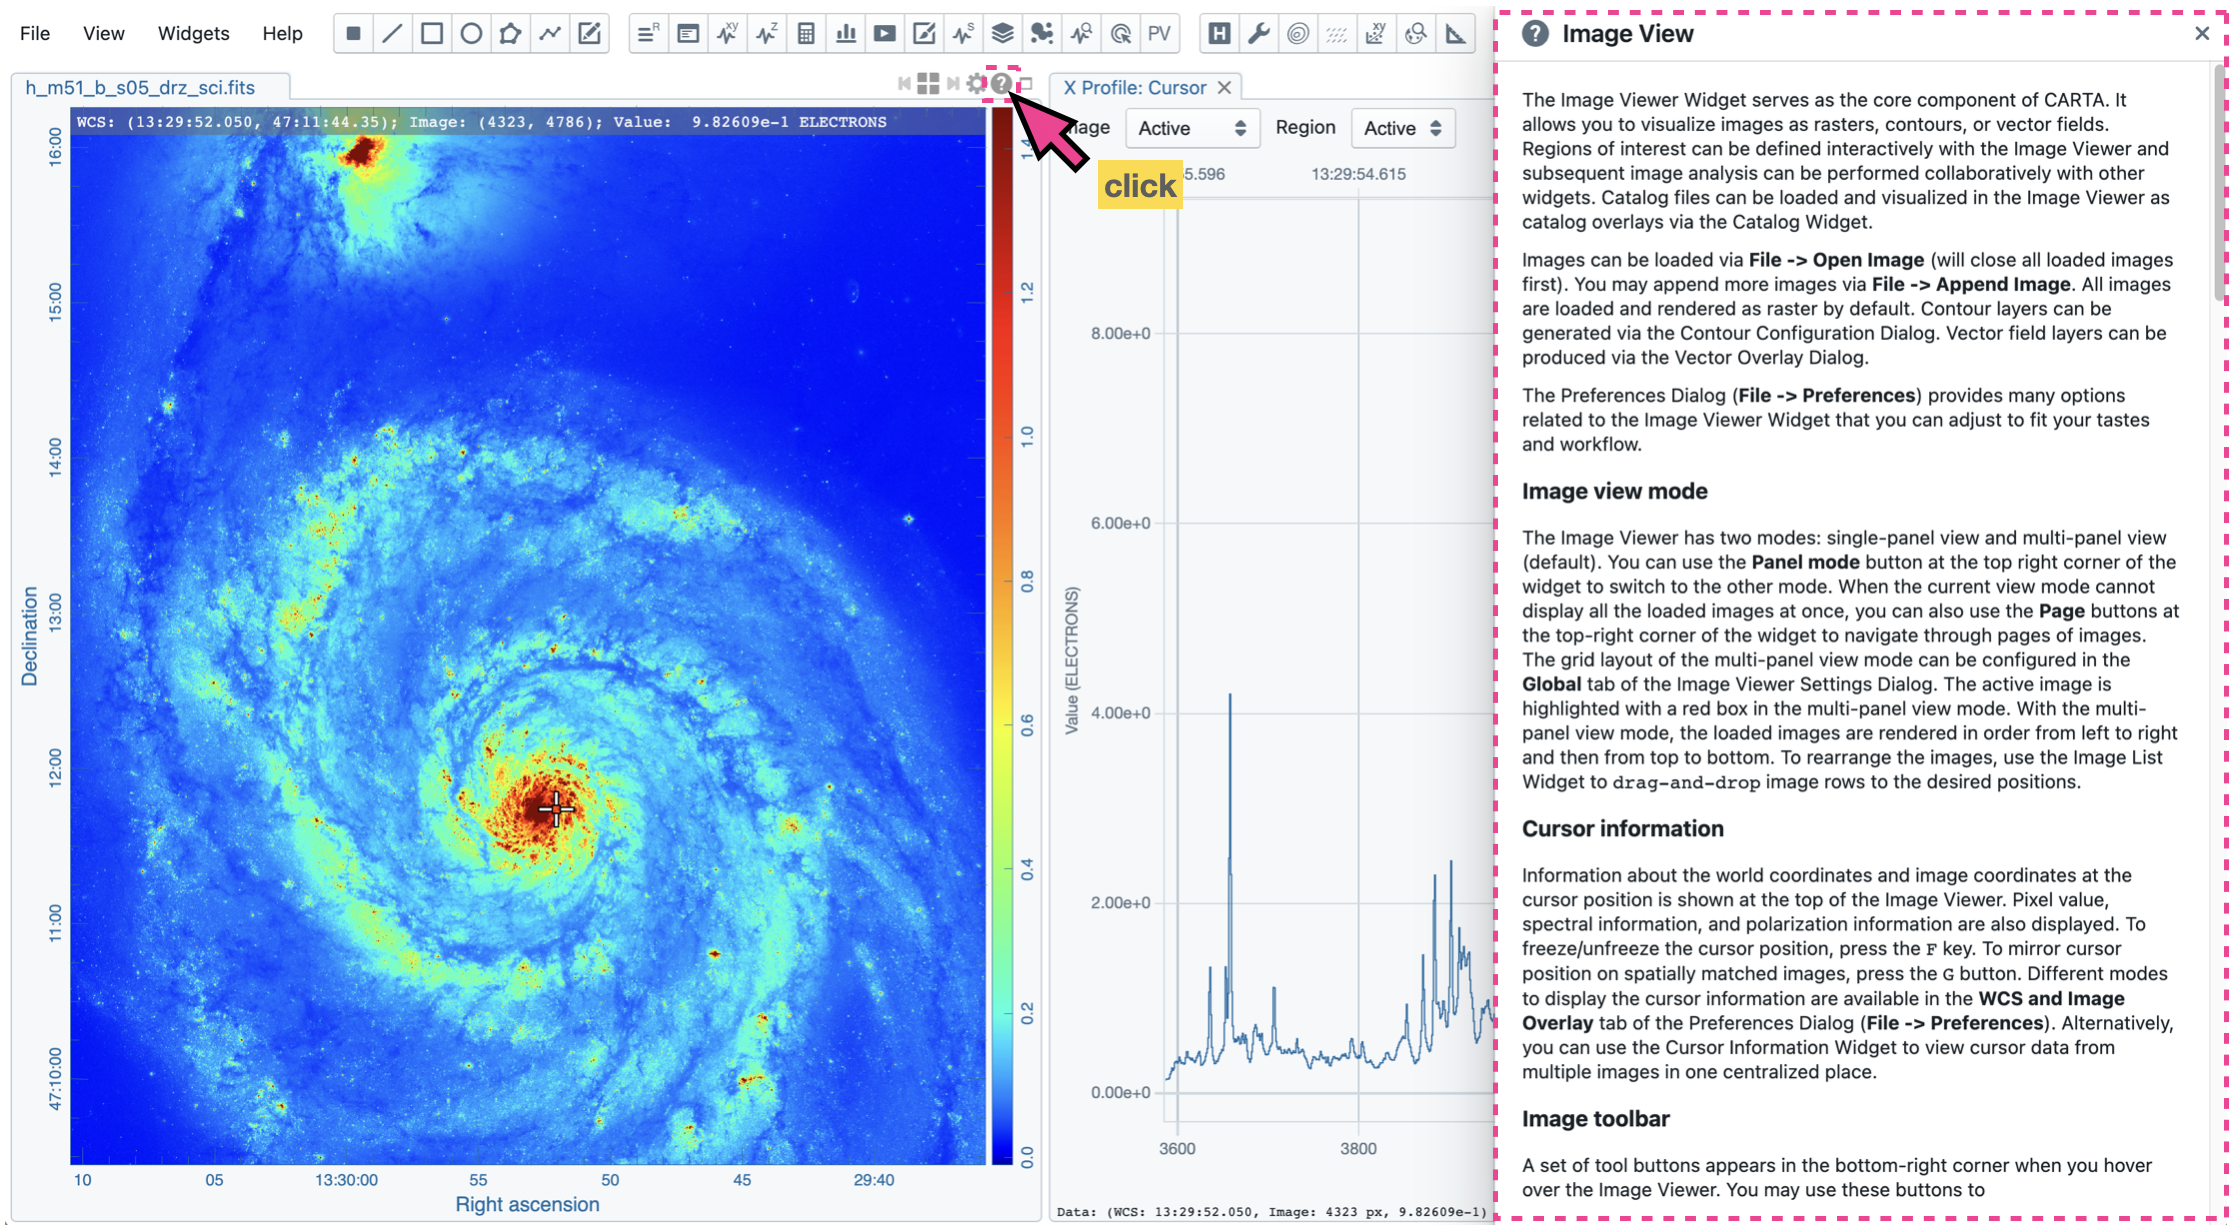 File View Widgets Help
R XY Z S PV H XY
h_m51_b_s05_drz_sci.fits
WCS: (13:29:52.050, 47:11:44.35); Image: (4323, 4786); Value: 9.82609e-1 ELECTRONS
16:00
15:00
14:00
13:00
12:00
11:00
47:10:00
Declination
10 05 13:30:00 55 50 45 29:40
Right ascension
1.2
1.0
0.8
0.6
0.4
0.2
0.0
click
X Profile: Cursor
Active Region Active
13:29:54.615
8.00e+0
6.00e+0
4.00e+0
2.00e+0
0.00e+0
Value (ELECTRONS)
3600 3800
Data: (WCS: 13:29:52.050, Image: 4323 px, 9.82609e-1)
? Image View
The Image Viewer Widget serves as the core component of CARTA. It
allows you to visualize images as rasters, contours, or vector fields.
Regions of interest can be defined interactively with the Image Viewer and
subsequent image analysis can be performed collaboratively with other
widgets. Catalog files can be loaded and visualized in the Image Viewer as
catalog overlays via the Catalog Widget.
Images can be loaded via File -> Open Image (will close all loaded images
first). You may append more images via File -> Append Image. All images
are loaded and rendered as raster by default. Contour layers can be
generated via the Contour Configuration Dialog. Vector field layers can be
produced via the Vector Overlay Dialog.
The Preferences Dialog (File -> Preferences) provides many options
related to the Image Viewer Widget that you can adjust to fit your tastes
and workflow.
Image view mode
The Image Viewer has two modes: single-panel view and multi-panel view
(default). You can use the Panel mode button at the top right corner of the
widget to switch to the other mode. When the current view mode cannot
display all the loaded images at once, you can also use the Page buttons at
the top-right corner of the widget to navigate through pages of images.
The grid layout of the multi-panel view mode can be configured in the
Global tab of the Image Viewer Settings Dialog. The active image is
highlighted with a red box in the multi-panel view mode. With the multi-
panel view mode, the loaded images are rendered in order from left to right
and then from top to bottom. To rearrange the images, use the Image List
Widget to drag-and-drop image rows to the desired positions.
Cursor information
Information about the world coordinates and image coordinates at the
cursor position is shown at the top of the Image Viewer. Pixel value,
spectral information, and polarization information are also displayed. To
freeze/unfreeze the cursor position, press the F key. To mirror cursor
position on spatially matched images, press the G button. Different modes
to display the cursor information are available in the WCS and Image
Overlay tab of the Preferences Dialog (File -> Preferences). Alternatively,
you can use the Cursor Information Widget to view cursor data from
multiple images in one centralized place.
Image toolbar
A set of tool buttons appears in the bottom-right corner when you hover
over the Image Viewer. You may use these buttons to